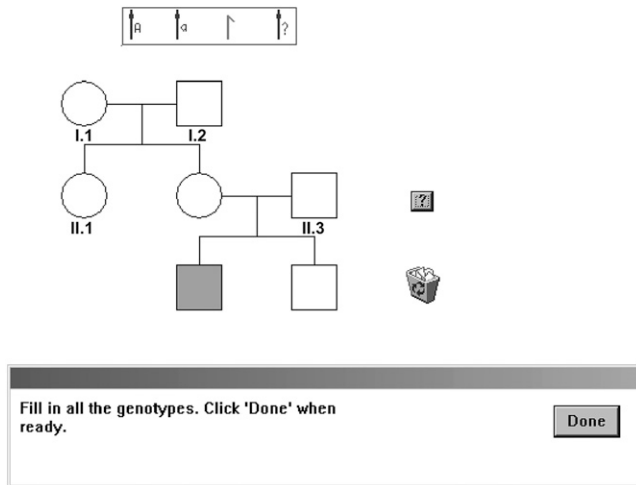 A a ?
I.1 I.2
II.1 II.3
?
Fill in all the genotypes. Click 'Done' when
ready.
Done